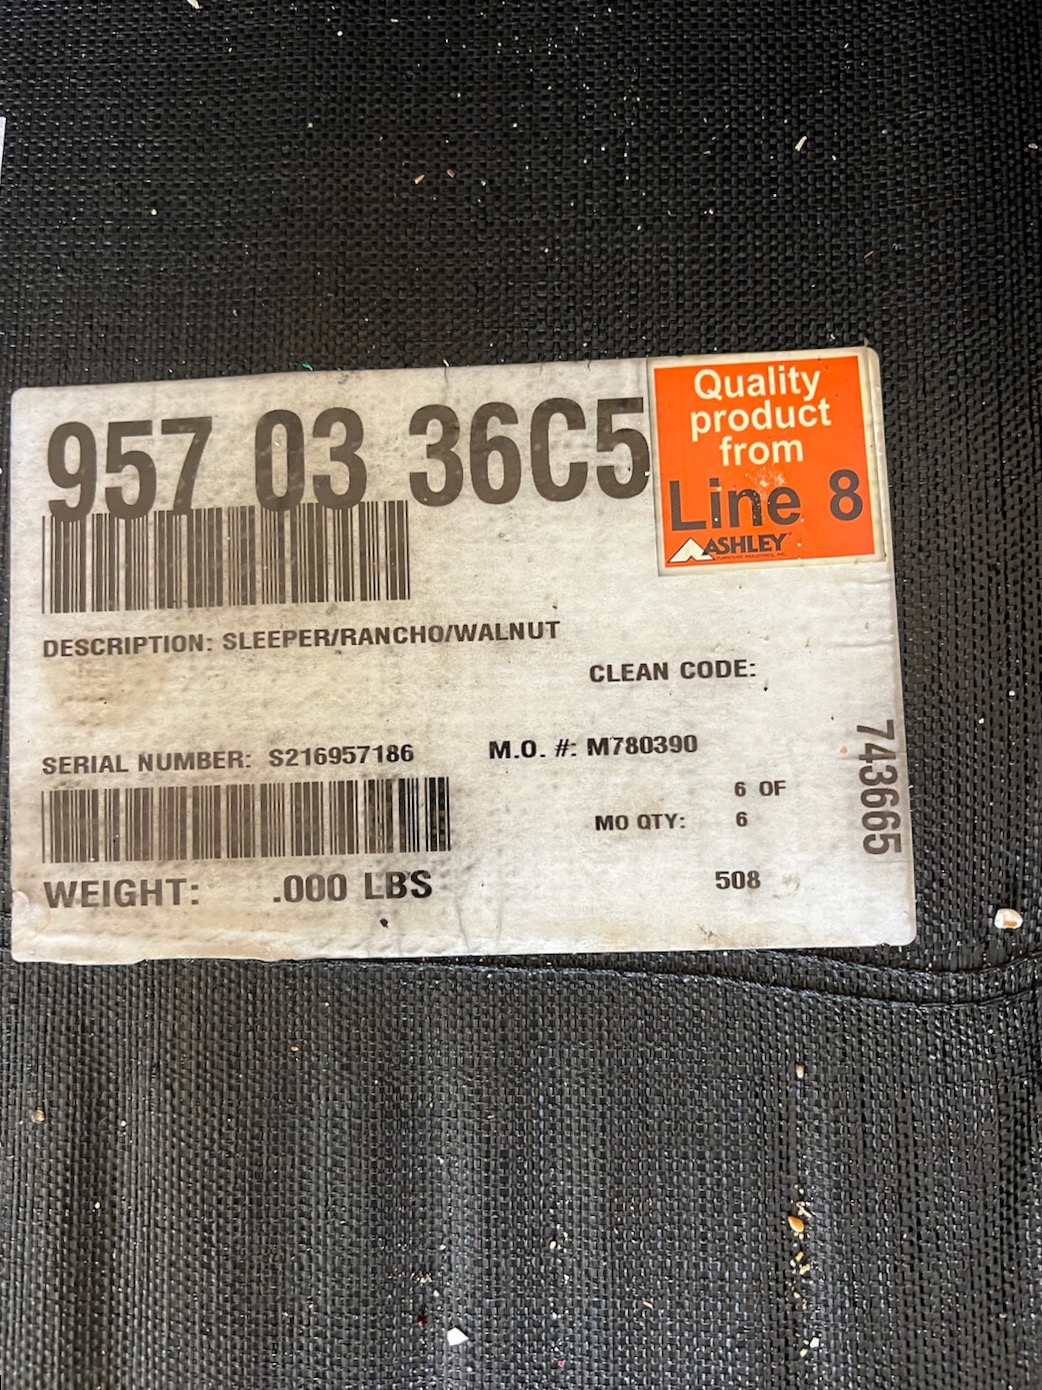 957 03 36C5
Quality
product
from
Line 8
ASHLEY
DESCRIPTION: SLEEPER/RANCHO/WALNUT
CLEAN CODE:
SERIAL NUMBER: S216957186
M.O. #: M780390
6 OF
MO QTY: 6
743665
WEIGHT: .000 LBS
508